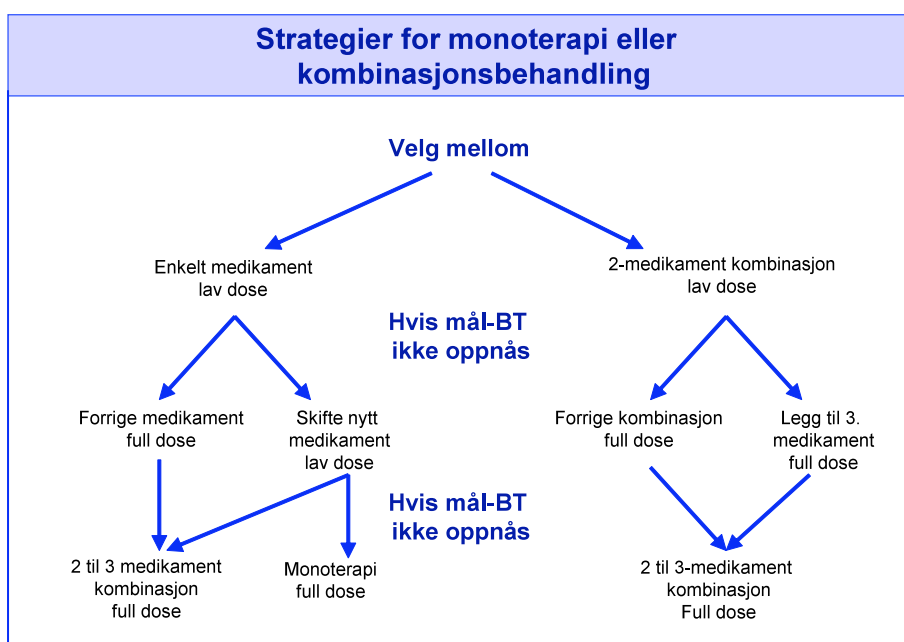 Strategier for monoterapi eller
kombinasjonsbehandling
Velg mellom
Enkelt medikament
lav dose
2-medikament kombinasjon
lav dose
Hvis mål-BT
ikke oppnås
Forrige medikament
full dose
Skifte nytt
medikament
lav dose
Forrige kombinasjon
full dose
Legg til 3.
medikament
full dose
Hvis mål-BT
ikke oppnås
2 til 3 medikament
kombinasjon
full dose
Monoterapi
full dose
2 til 3-medikament
kombinasjon
Full dose